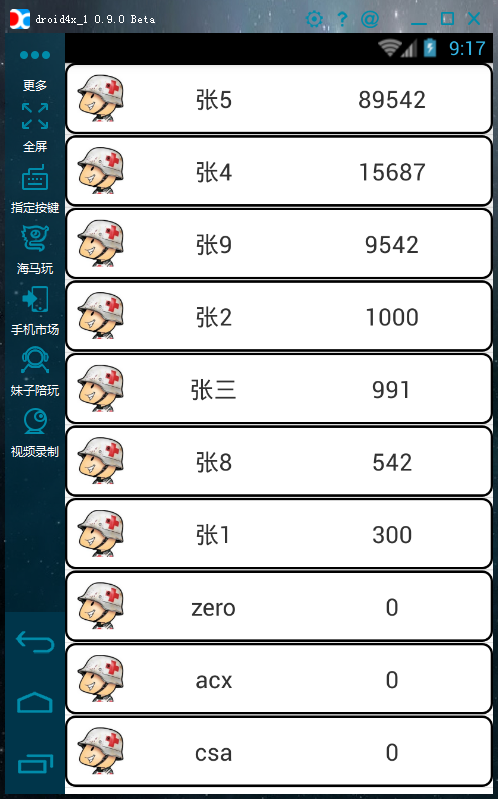 droid4x_1 0.9.0 Beta
9:17
更多
全屏
指定按键
海马玩
手机市场
妹子陪玩
视频录制
张5 89542
张4 15687
张9 9542
张2 1000
张三 991
张8 542
张1 300
zero 0
acx 0
csa 0